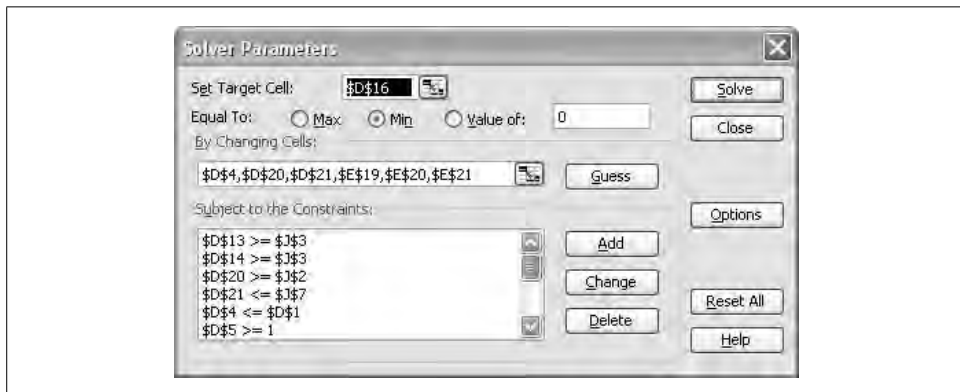 Solver Parameters
Set Target Cell: $D$16
Solve
Equal To: Max Min Value of: 0
Close
By Changing Cells:
$D$4,$D$20,$D$21,$E$19,$E$20,$E$21
Guess
Subject to the Constraints:
Options
$D$13 >= $J$3
Add
$D$14 >= $J$3
$D$20 >= $J$2
Change
$D$21 <= $J$7
Reset All
$D$4 <= $D$1
Delete
$D$5 >= 1
Help